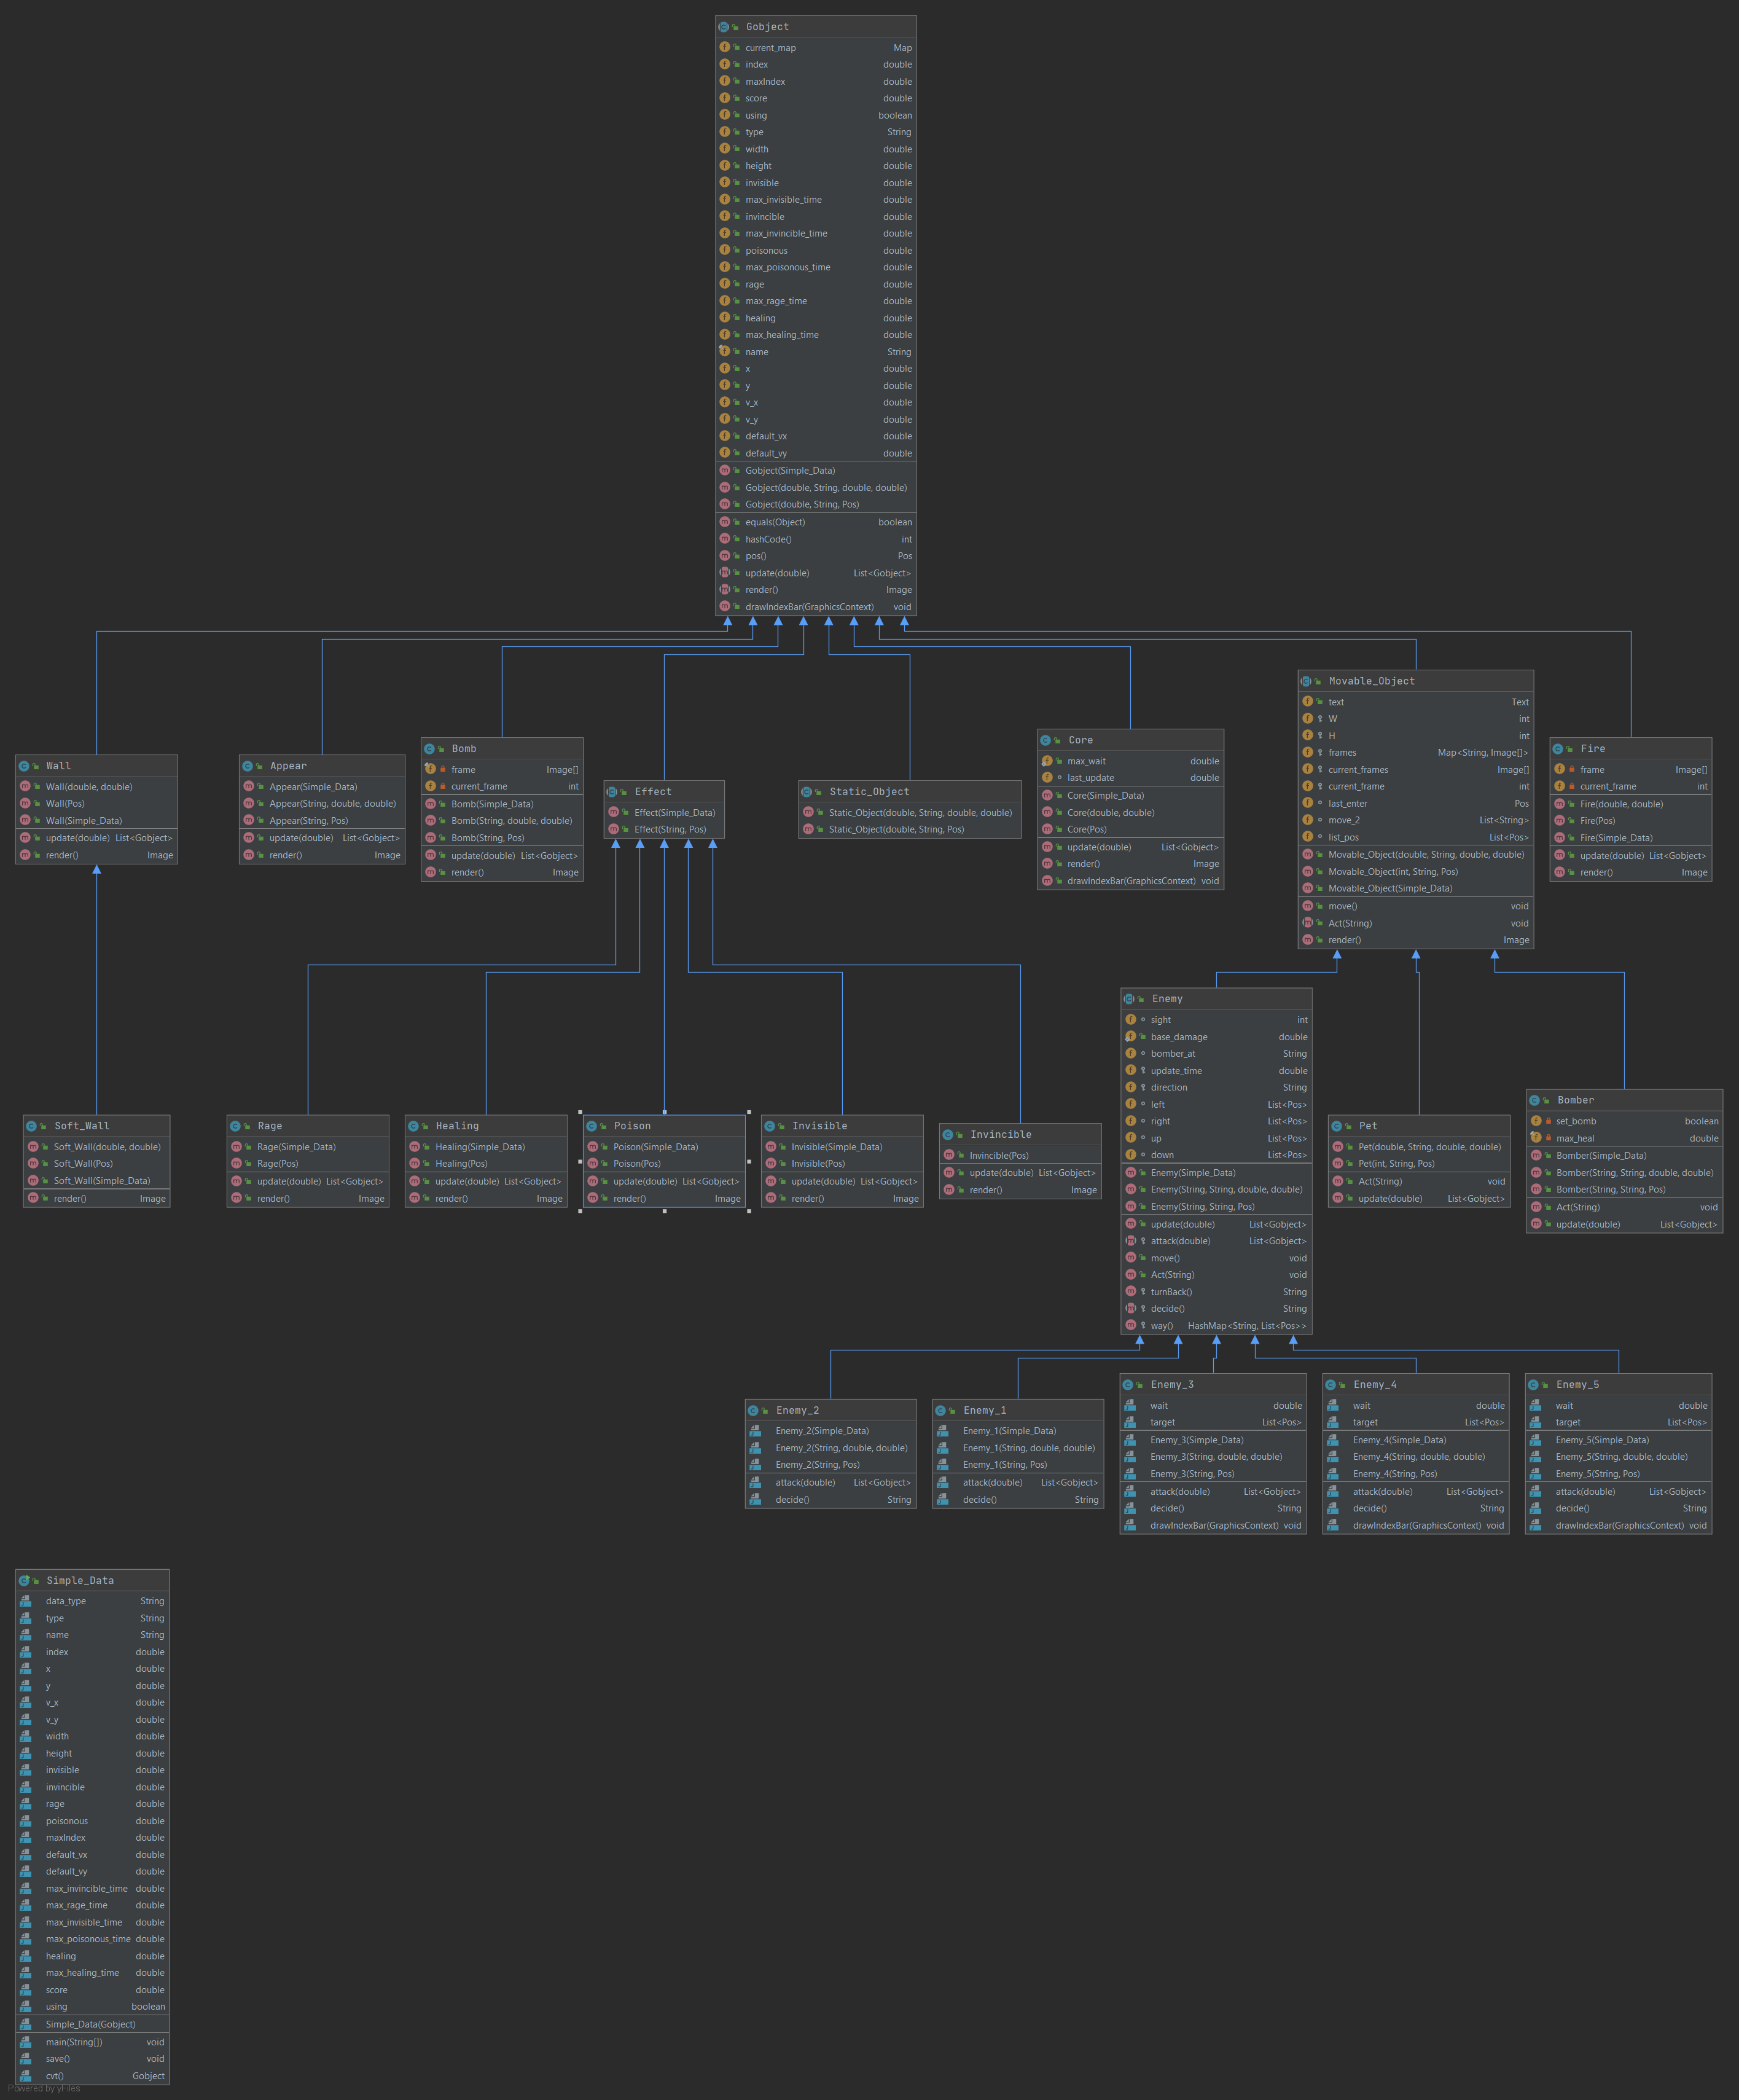 Gobject
current_map Map
index double
maxIndex double
score double
using boolean
type String
width double
height double
invisible double
max_invisible_time double
invincible double
max_invincible_time double
poisonous double
max_poisonous_time double
rage double
max_rage_time double
healing double
max_healing_time double
name String
x double
y double
v_x double
v_y double
default_vx double
default_vy double
Gobject(Simple_Data)
Gobject(double, String, double, double)
Gobject(double, String, Pos)
equals(Object) boolean
hashCode() int
pos() Pos
update(double) List<Gobject>
render() Image
drawIndexBar(GraphicsContext) void
Wall
Wall(double, double)
Wall(Pos)
Wall(Simple_Data)
update(double) List<Gobject>
render() Image
Appear
Appear(Simple_Data)
Appear(String, double, double)
Appear(String, Pos)
update(double) List<Gobject>
render() Image
Bomb
frame Image[]
current_frame int
Bomb(Simple_Data)
Bomb(String, double, double)
Bomb(String, Pos)
update(double) List<Gobject>
render() Image
Effect
Effect(Simple_Data)
Effect(String, Pos)
Static_Object
Static_Object(double, String, double, double)
Static_Object(double, String, Pos)
Core
max_wait double
last_update double
Core(Simple_Data)
Core(double, double)
Core(Pos)
update(double) List<Gobject>
render() Image
drawIndexBar(GraphicsContext) void
Movable_Object
text Text
W int
H int
frames Map<String, Image[]>
current_frames Image[]
current_frame int
last_enter Pos
move_2 List<String>
list_pos List<Pos>
Movable_Object(double, String, double, double)
Movable_Object(int, String, Pos)
Movable_Object(Simple_Data)
move() void
Act(String) void
render() Image
Fire
frame Image[]
current_frame int
Fire(double, double)
Fire(Pos)
Fire(Simple_Data)
update(double) List<Gobject>
render() Image
Soft_Wall
Soft_Wall(double, double)
Soft_Wall(Pos)
Soft_Wall(Simple_Data)
render() Image
Rage
Rage(Simple_Data)
Rage(Pos)
update(double) List<Gobject>
render() Image
Healing
Healing(Simple_Data)
Healing(Pos)
update(double) List<Gobject>
render() Image
Poison
Poison(Simple_Data)
Poison(Pos)
update(double) List<Gobject>
render() Image
Invisible
Invisible(Simple_Data)
Invisible(Pos)
update(double) List<Gobject>
render() Image
Invincible
Invincible(Pos)
update(double) List<Gobject>
render() Image
Enemy
sight int
base_damage double
bomber_at String
update_time double
direction String
left List<Pos>
right List<Pos>
up List<Pos>
down List<Pos>
Enemy(Simple_Data)
Enemy(String, String, double, double)
Enemy(String, String, Pos)
update(double) List<Gobject>
attack(double) List<Gobject>
move() void
Act(String) void
turnBack() String
decide() String
way() HashMap<String, List<Pos>>
Pet
Pet(double, String, double, double)
Pet(int, String, Pos)
Act(String) void
update(double) List<Gobject>
Bomber
set_bomb boolean
max_heal double
Bomber(Simple_Data)
Bomber(String, String, double, double)
Bomber(String, String, Pos)
Act(String) void
update(double) List<Gobject>
Enemy_2
Enemy_2(Simple_Data)
Enemy_2(String, double, double)
Enemy_2(String, Pos)
attack(double) List<Gobject>
decide() String
Enemy_1
Enemy_1(Simple_Data)
Enemy_1(String, double, double)
Enemy_1(String, Pos)
attack(double) List<Gobject>
decide() String
Enemy_3
wait double
target List<Pos>
Enemy_3(Simple_Data)
Enemy_3(String, double, double)
Enemy_3(String, Pos)
attack(double) List<Gobject>
decide() String
drawIndexBar(GraphicsContext) void
Enemy_4
wait double
target List<Pos>
Enemy_4(Simple_Data)
Enemy_4(String, double, double)
Enemy_4(String, Pos)
attack(double) List<Gobject>
decide() String
drawIndexBar(GraphicsContext) void
Enemy_5
wait double
target List<Pos>
Enemy_5(Simple_Data)
Enemy_5(String, double, double)
Enemy_5(String, Pos)
attack(double) List<Gobject>
decide() String
drawIndexBar(GraphicsContext) void
Simple_Data
data_type String
type String
name String
index double
x double
y double
v_x double
v_y double
width double
height double
invisible double
invincible double
rage double
poisonous double
maxIndex double
default_vx double
default_vy double
max_invincible_time double
max_rage_time double
max_invisible_time double
max_poisonous_time double
healing double
max_healing_time double
score double
using boolean
Simple_Data(Gobject)
main(String[]) void
save() void
cvt() Gobject
Powered by yFiles